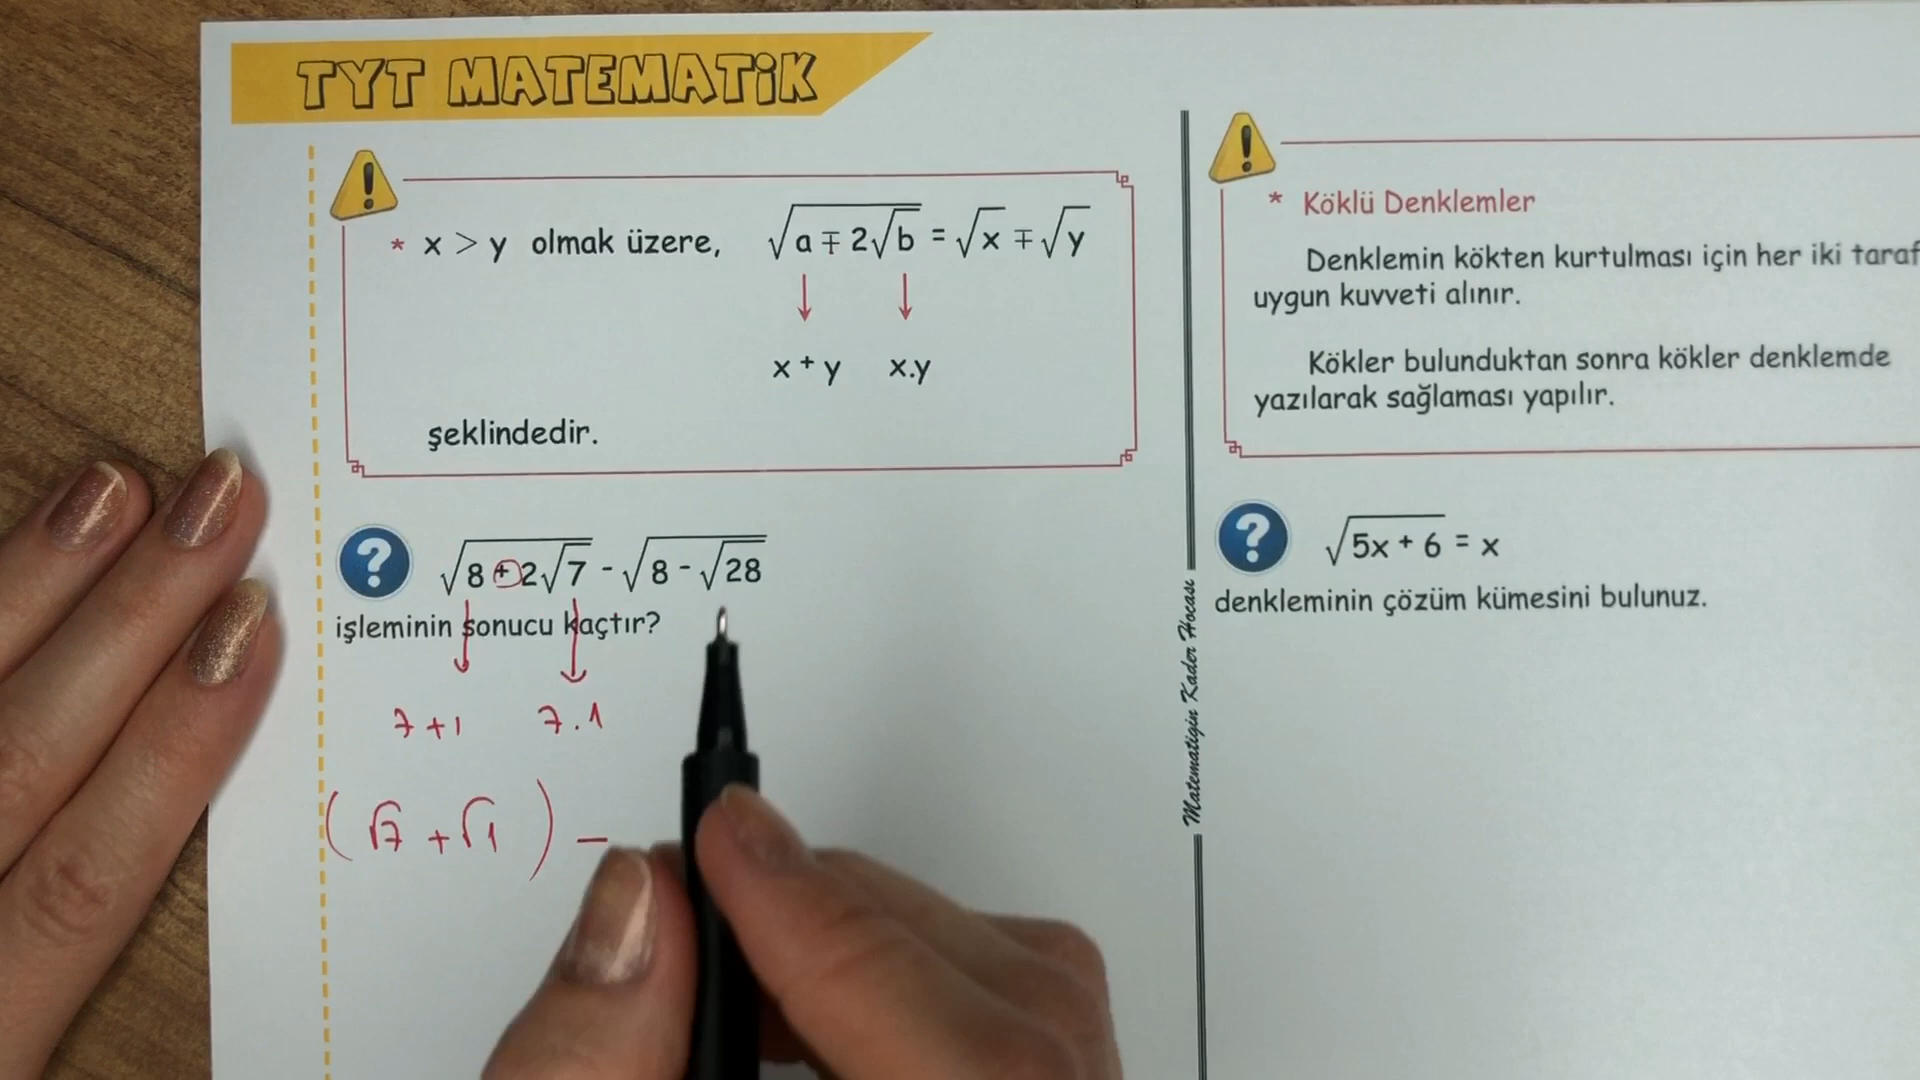 TYT MATEMATİK
* x > y olmak üzere, √(a ∓ 2√b) = √x ∓ √y
x + y x.y
şeklindedir.
√(8 + 2√7) - √(8 - √28)
işleminin sonucu kaçtır?
7 + 1 7 . 1
( √7 + √1 ) -
Matematiğin Kader Hocası
* Köklü Denklemler
Denklemin kökten kurtulması için her iki taraf
uygun kuvveti alınır.
Kökler bulunduktan sonra kökler denklemde
yazılarak sağlaması yapılır.
√(5x + 6) = x
denkleminin çözüm kümesini bulunuz.